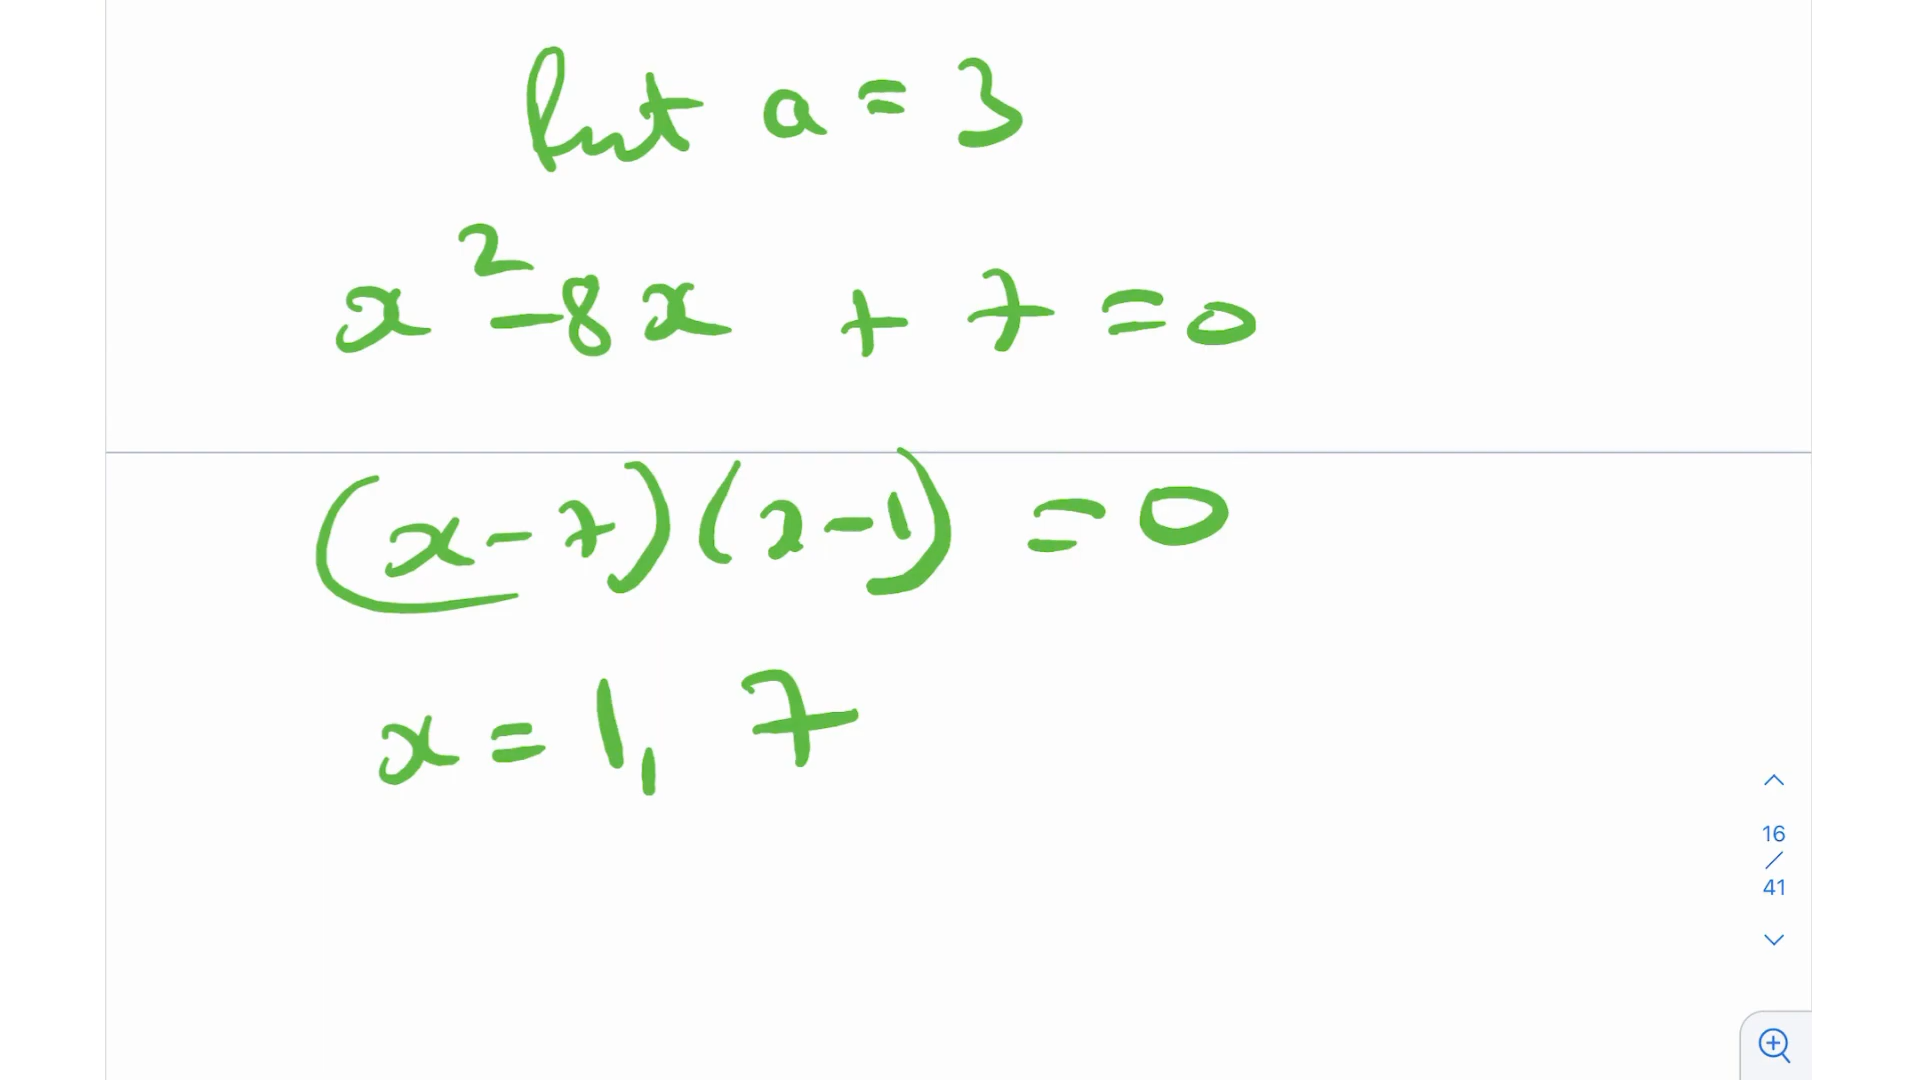 Put a = 3
x² - 8x + 7 = 0
(x - 7)(x - 1) = 0
x = 1, 7
16
/
41